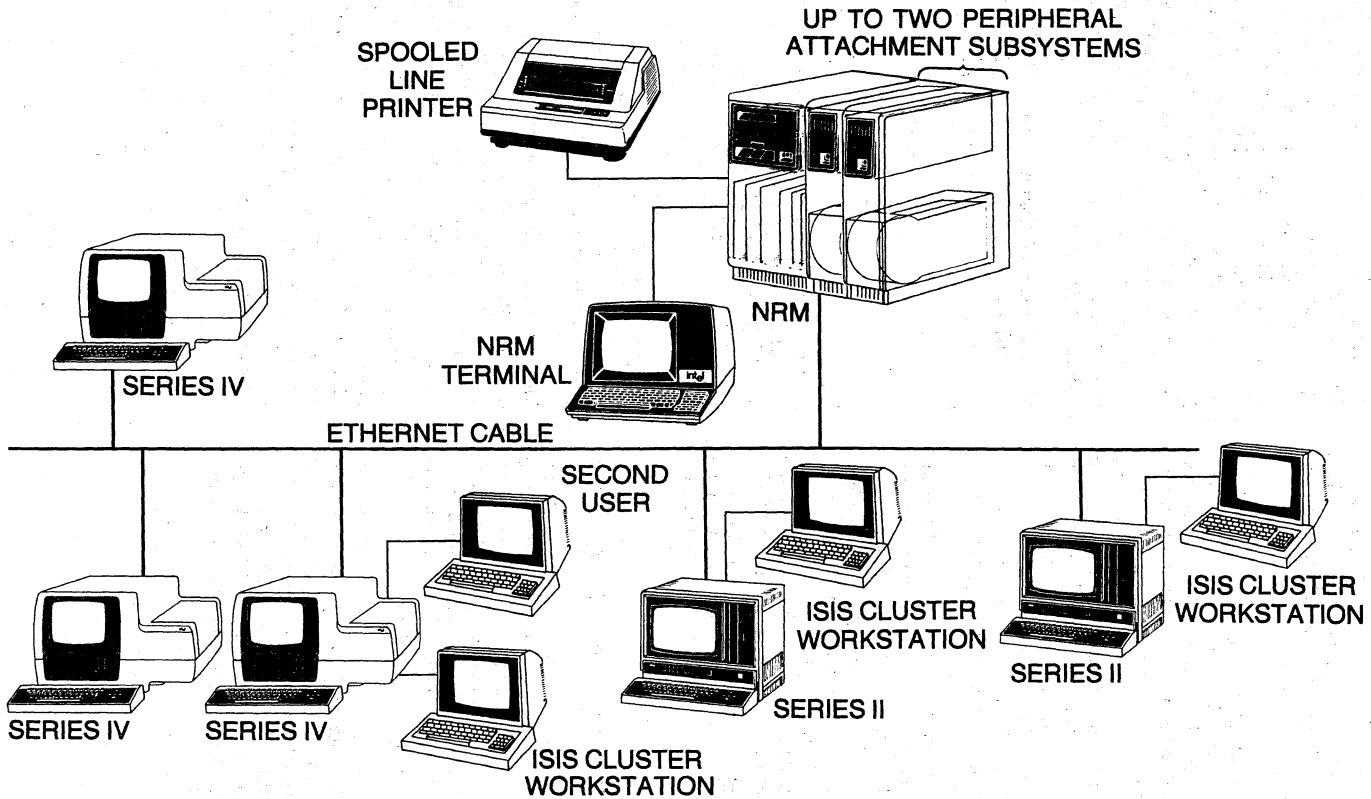 UP TO TWO PERIPHERAL
ATTACHMENT SUBSYSTEMS
SPOOLED
LINE
PRINTER
NRM
NRM
TERMINAL
intel
SERIES IV
ETHERNET CABLE
SECOND
USER
ISIS CLUSTER
WORKSTATION
ISIS CLUSTER
WORKSTATION
SERIES II
SERIES II
SERIES IV
SERIES IV
ISIS CLUSTER
WORKSTATION